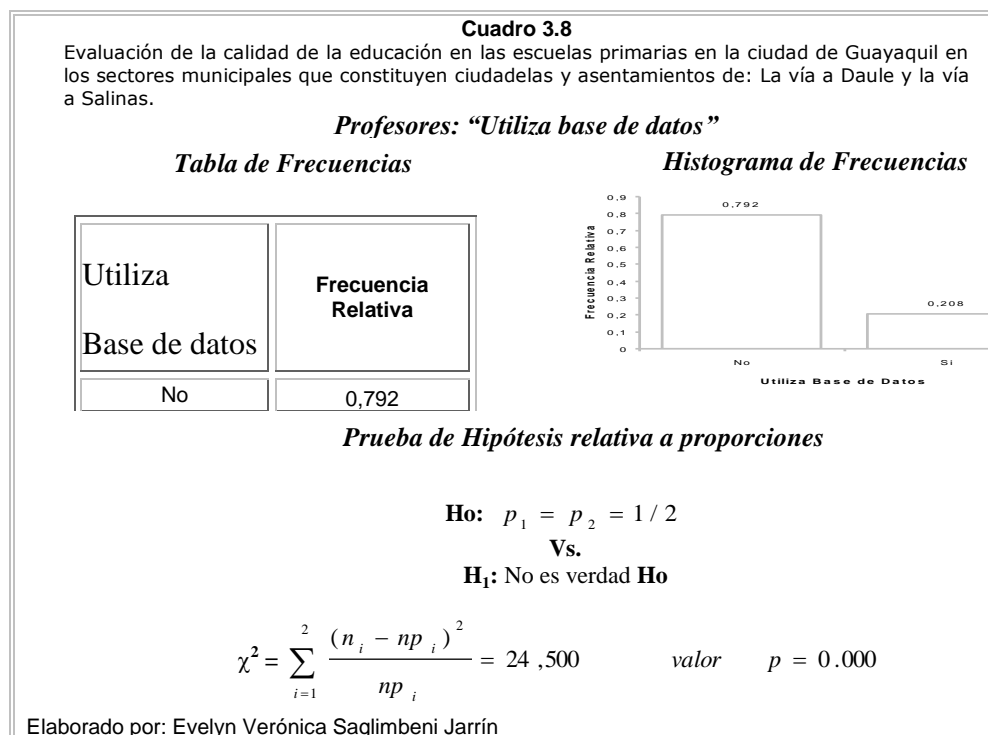 Cuadro 3.8
Evaluación de la calidad de la educación en las escuelas primarias en la ciudad de Guayaquil en
los sectores municipales que constituyen ciudadelas y asentamientos de: La vía a Daule y la vía
a Salinas.
Profesores: “Utiliza base de datos”
Tabla de Frecuencias
Utiliza
Base de datos
Frecuencia
Relativa
No
0,792
Histograma de Frecuencias
Frecuencia Relativa
0,9
0,8
0,7
0,6
0,5
0,4
0,3
0,2
0,1
0
0,792
0,208
No
Si
Utiliza Base de Datos
Prueba de Hipótesis relativa a proporciones
Ho: p₁ = p₂ = 1 / 2
Vs.
H₁: No es verdad Ho
χ² = ∑_{i=1}^{2} (n_i − np_i)² / np_i = 24 ,500 valor p = 0.000
Elaborado por: Evelyn Verónica Saglimbeni Jarrín